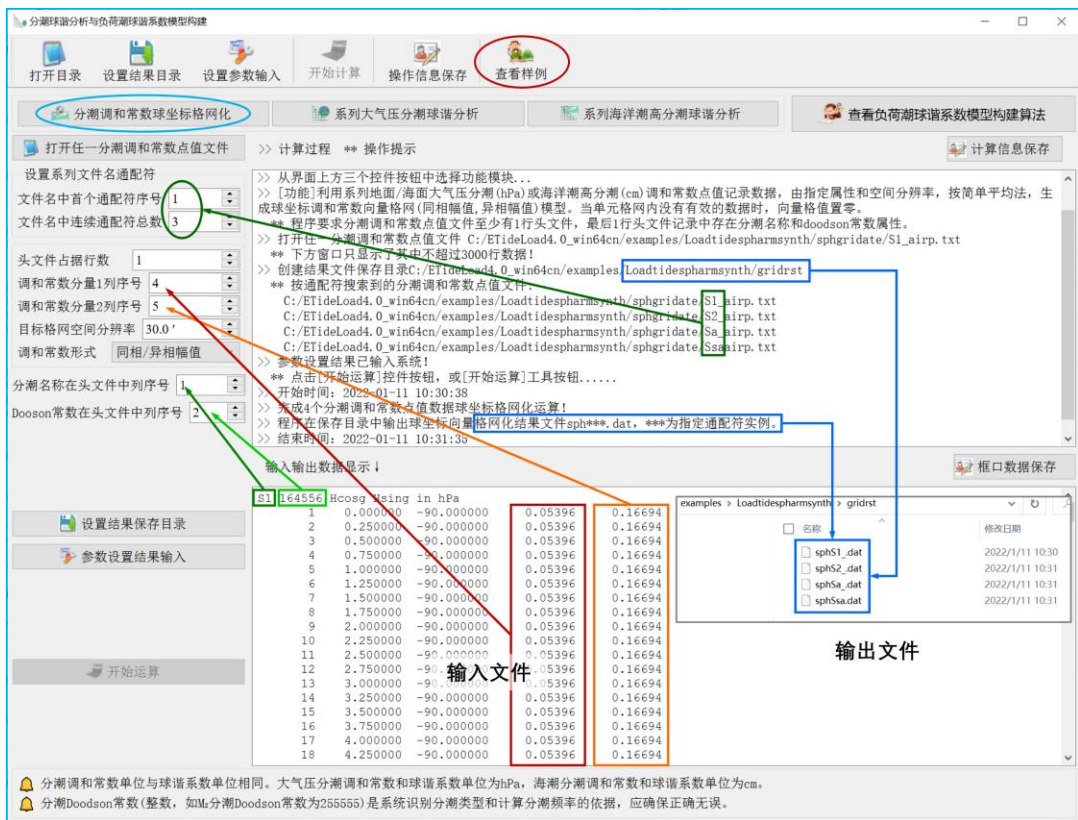 分潮球谐分析与负荷潮球谐系数模型构建
打开目录 设置结果目录 设置参数输入 开始计算 操作信息保存 查看样例
分潮调和常数球坐标格网化 系列大气压分潮球谐分析 系列海洋潮高分潮球谐分析 查看负荷潮球谐系数模型构建算法
打开任一分潮调和常数点值文件 >> 计算过程 ** 操作提示 计算信息保存
设置系列文件名通配符
文件名中首个通配符序号 1
文件名中连续通配符总数 3
头文件占据行数 1
调和常数分量1列序号 4
调和常数分量2列序号 5
目标格网空间分辨率 30.0′
调和常数形式 同相/异相幅值
分潮名称在头文件中列序号 1
Dooson常数在头文件中列序号 2
设置结果保存目录
参数设置结果输入
开始运算
>> 从界面上方三个控件按钮中选择功能模块...
>> [功能]利用系列地面/海面大气压分潮(hPa)或海洋潮高分潮(cm)调和常数点值记录数据，由指定属性和空间分辨率，按简单平均法，生
成球坐标调和常数向量格网(同相幅值,异相幅值)模型。当单元格网内没有有效的数据时，向量格值置零。
** 程序要求分潮调和常数点值文件至少有1行头文件，最后1行头文件记录中存在分潮名称和doodson常数属性。
>> 打开任一分潮调和常数点值文件 C:/ETideLoad4.0_win64cn/examples/Loadtidespharmsynth/sphgridate/S1_airp.txt
** 下方窗口只显示了其中不超过3000行数据！
>> 创建结果文件保存目录C:/ETideLoad4.0_win64cn/examples/Loadtidespharmsynth/gridrst
** 按通配符搜索到的分潮调和常数点值文件：
C:/ETideLoad4.0_win64cn/examples/Loadtidespharmsynth/sphgridate/S1_airp.txt
C:/ETideLoad4.0_win64cn/examples/Loadtidespharmsynth/sphgridate/S2_airp.txt
C:/ETideLoad4.0_win64cn/examples/Loadtidespharmsynth/sphgridate/Sa_airp.txt
C:/ETideLoad4.0_win64cn/examples/Loadtidespharmsynth/sphgridate/Ssaairp.txt
>> 参数设置结果已输入系统！
** 点击[开始运算]控件按钮，或[开始运算]工具按钮......
>> 开始时间：2022-01-11 10:30:38
>> 完成4个分潮调和常数点值数据球坐标格网化运算！
>> 程序在保存目录中输出球坐标向量格网化结果文件sph***.dat，***为指定通配符实例。
>> 结束时间：2022-01-11 10:31:35
输入输出数据显示↓ 框口数据保存
S1 164556 Hcosg Hsing in hPa
1 0.000000 -90.000000 0.05396 0.16694
2 0.250000 -90.000000 0.05396 0.16694
3 0.500000 -90.000000 0.05396 0.16694
4 0.750000 -90.000000 0.05396 0.16694
5 1.000000 -90.000000 0.05396 0.16694
6 1.250000 -90.000000 0.05396 0.16694
7 1.500000 -90.000000 0.05396 0.16694
8 1.750000 -90.000000 0.05396 0.16694
9 2.000000 -90.000000 0.05396 0.16694
10 2.250000 -90.000000 0.05396 0.16694
11 2.500000 -90.000000 0.05396 0.16694
12 2.750000 -90.000000 0.05396 0.16694
13 3.000000 -90.000000 0.05396 0.16694
14 3.250000 -90.000000 0.05396 0.16694
15 3.500000 -90.000000 0.05396 0.16694
16 3.750000 -90.000000 0.05396 0.16694
17 4.000000 -90.000000 0.05396 0.16694
18 4.250000 -90.000000 0.05396 0.16694
输入文件
examples > Loadtidespharmsynth > gridrst
名称 修改日期
sphS1_.dat 2022/1/11 10:30
sphS2_.dat 2022/1/11 10:31
sphSa_.dat 2022/1/11 10:31
sphSsa.dat 2022/1/11 10:31
输出文件
分潮调和常数单位与球谐系数单位相同。大气压分潮调和常数和球谐系数单位为hPa，海潮分潮调和常数和球谐系数单位为cm。
分潮Doodson常数(整数，如M₂分潮Doodson常数为255555)是系统识别分潮类型和计算分潮频率的依据，应确保正确无误。